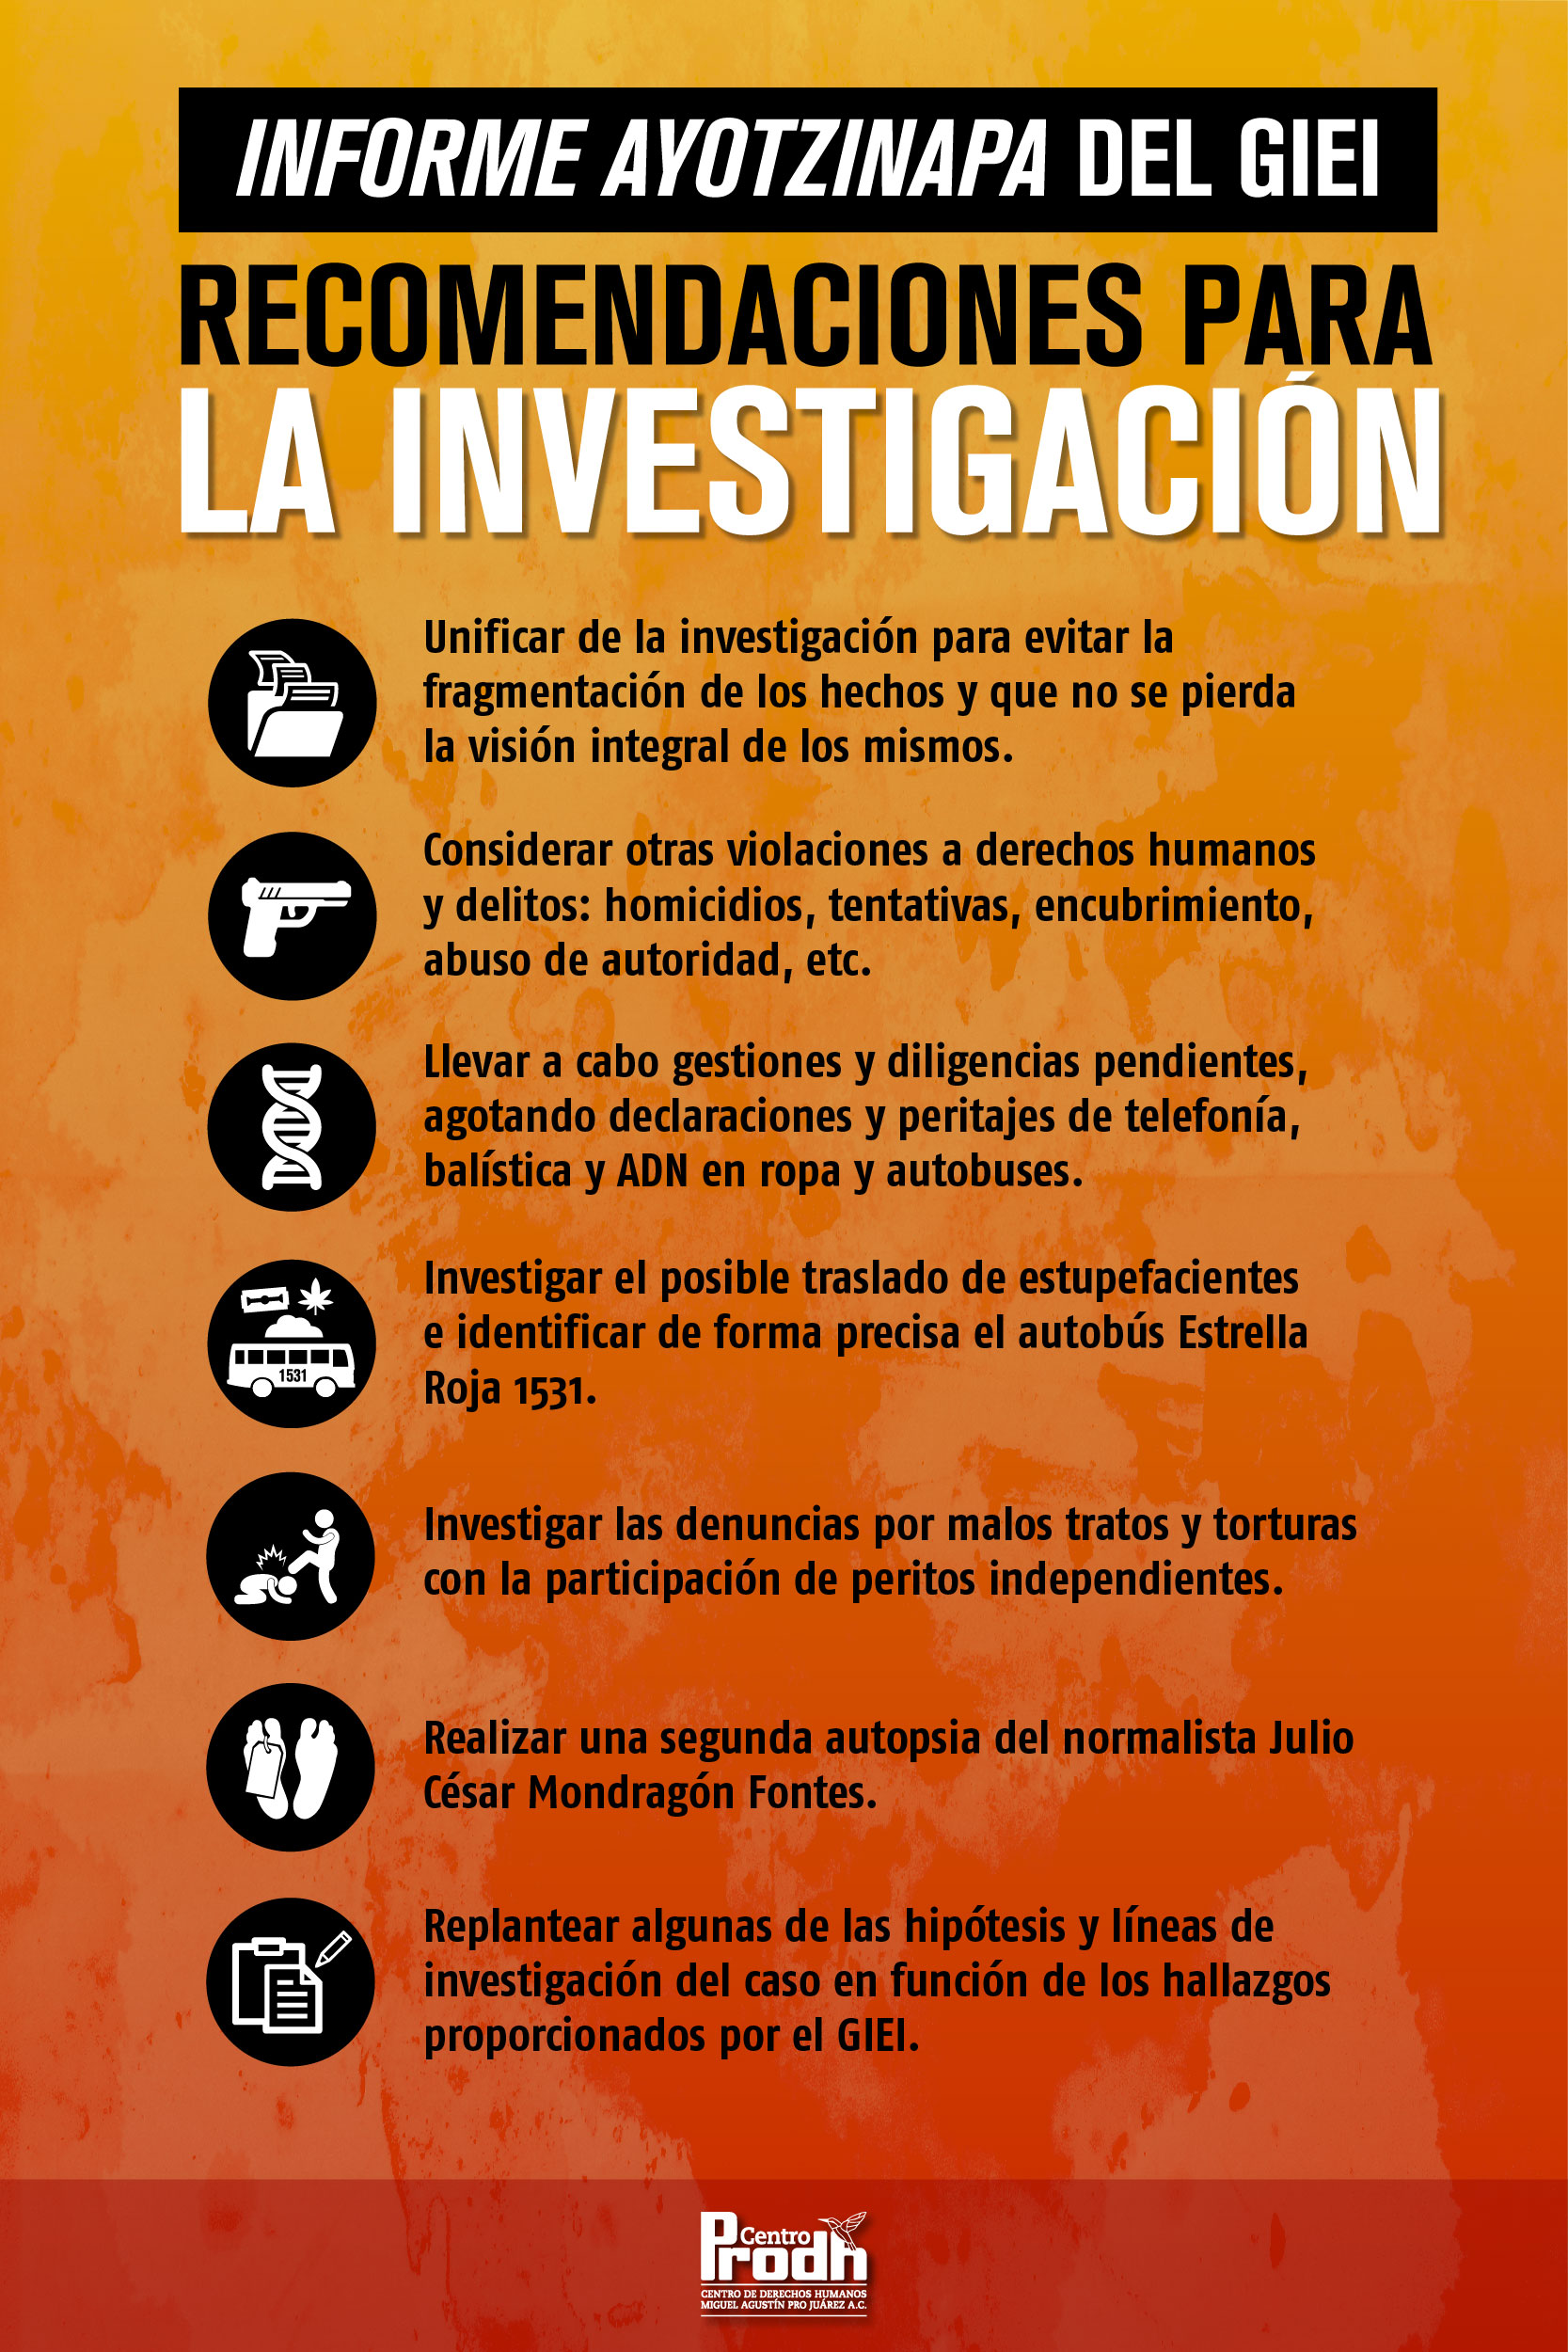 INFORME AYOTZINAPA DEL GIEI
RECOMENDACIONES PARA
LA INVESTIGACIÓN
Unificar de la investigación para evitar la
fragmentación de los hechos y que no se pierda
la visión integral de los mismos.
Considerar otras violaciones a derechos humanos
y delitos: homicidios, tentativas, encubrimiento,
abuso de autoridad, etc.
Llevar a cabo gestiones y diligencias pendientes,
agotando declaraciones y peritajes de telefonía,
balística y ADN en ropa y autobuses.
1531
Investigar el posible traslado de estupefacientes
e identificar de forma precisa el autobús Estrella
Roja 1531.
Investigar las denuncias por malos tratos y torturas
con la participación de peritos independientes.
Realizar una segunda autopsia del normalista Julio
César Mondragón Fontes.
Replantear algunas de las hipótesis y líneas de
investigación del caso en función de los hallazgos
proporcionados por el GIEI.
Centro
Prodh
CENTRO DE DERECHOS HUMANOS
MIGUEL AGUSTÍN PRO JUÁREZ A.C.